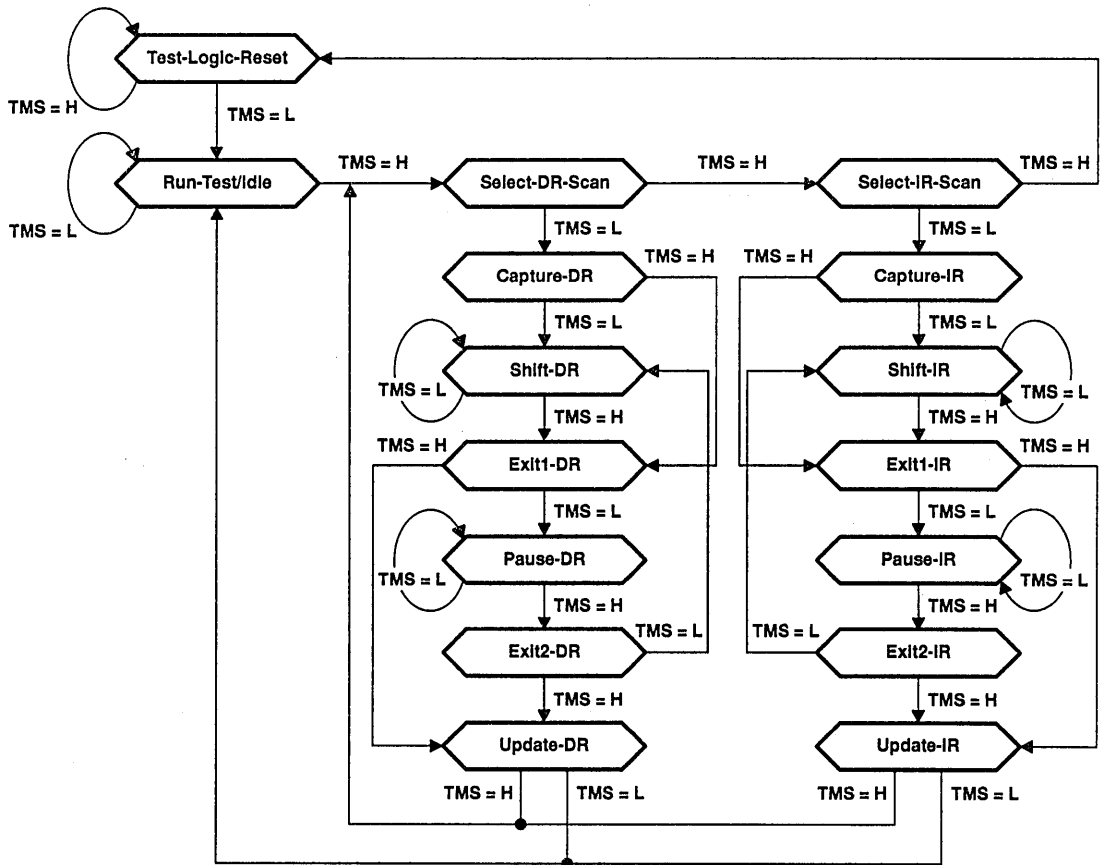 Test-Logic-Reset
TMS = H
TMS = L
Run-Test/Idle
TMS = H
Select-DR-Scan
TMS = H
Select-IR-Scan
TMS = H
TMS = L
TMS = L
TMS = L
Capture-DR
TMS = H
TMS = H
Capture-IR
TMS = L
TMS = L
Shift-DR
Shift-IR
TMS = L
TMS = L
TMS = H
TMS = H
TMS = H
Exit1-DR
Exit1-IR
TMS = H
TMS = L
TMS = L
Pause-DR
Pause-IR
TMS = L
TMS = L
TMS = H
TMS = H
Exit2-DR
TMS = L
TMS = L
Exit2-IR
TMS = H
TMS = H
Update-DR
Update-IR
TMS = H
TMS = L
TMS = H
TMS = L